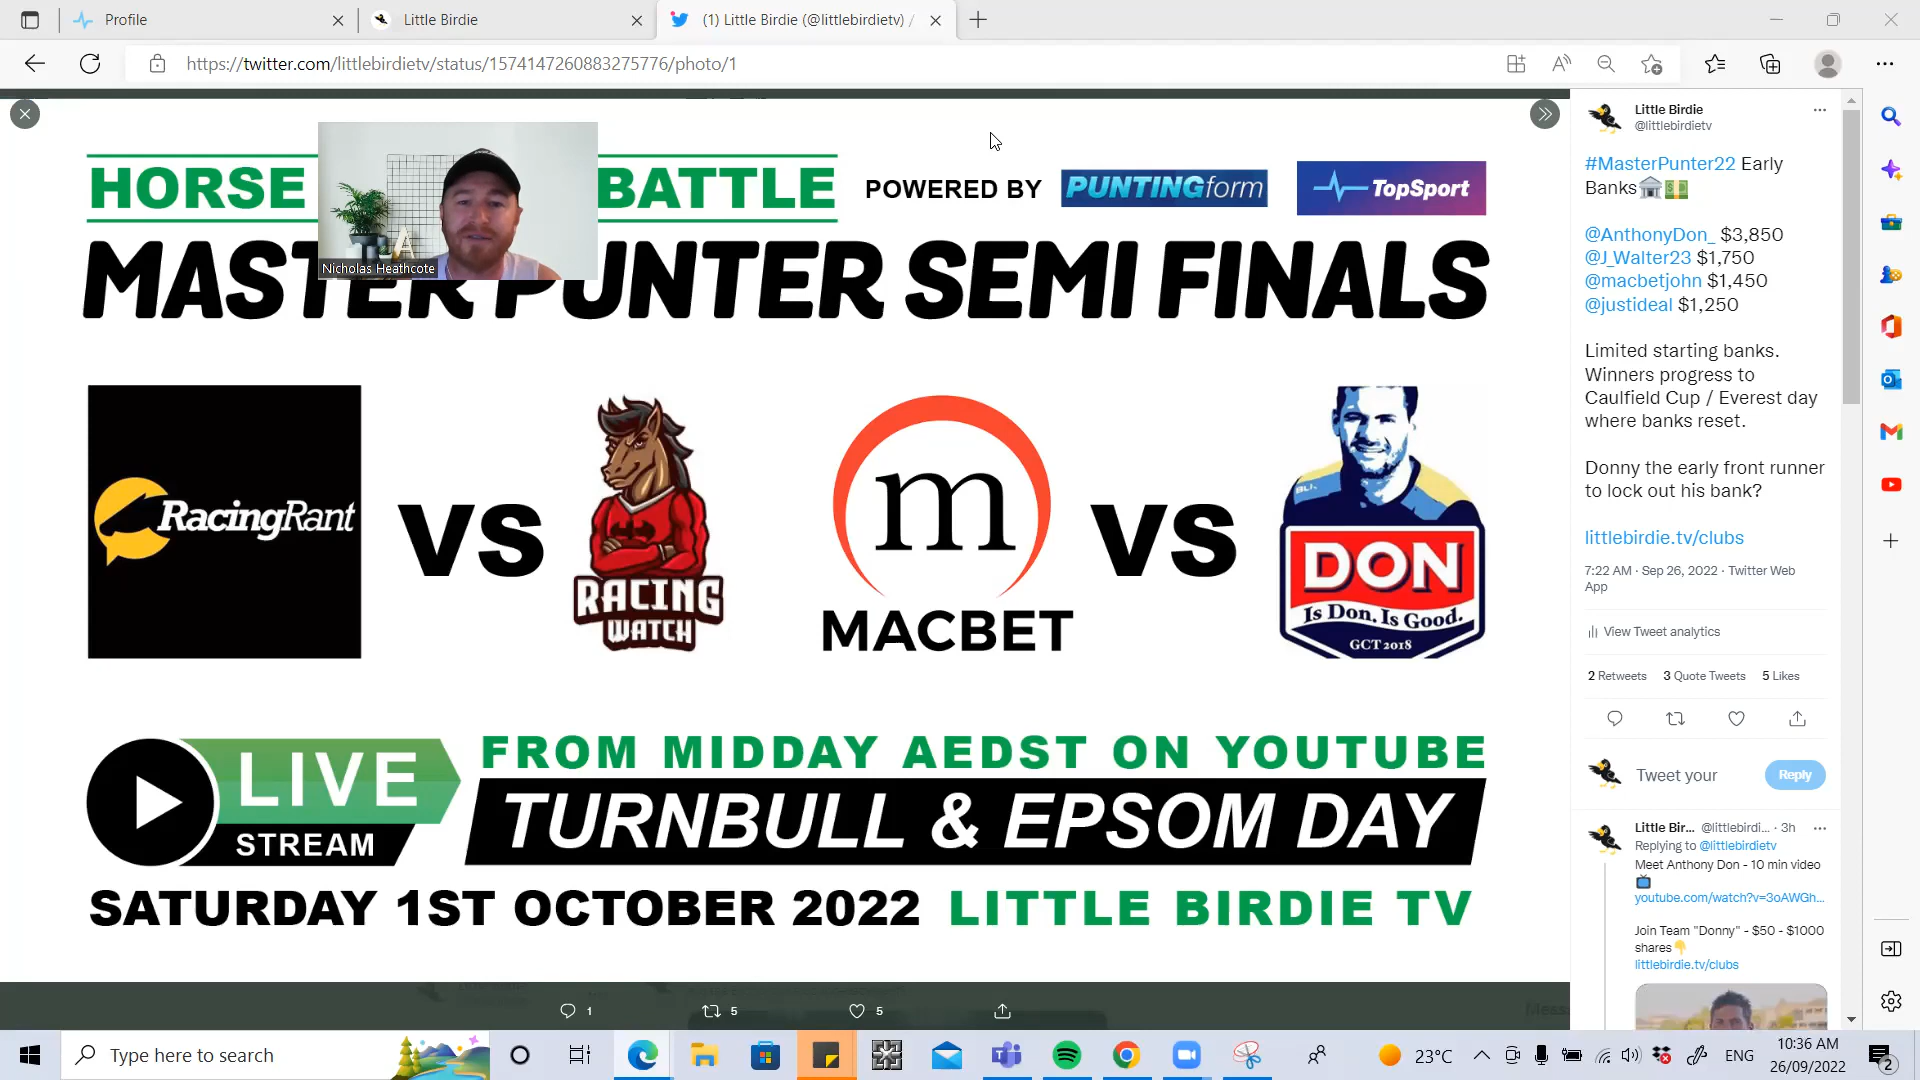 Profile
Little Birdie
(1) Little Birdie (@littlebirdietv) /
https://twitter.com/littlebirdietv/status/1574147260883275776/photo/1
HORSE
BATTLE
POWERED BY
PUNTINGform
TopSport
Nicholas Heathcote
MASTER PUNTER SEMI FINALS
RacingRant
VS
RACING
WATCH
m
MACBET
VS
BLI.
DON
Is Don. Is Good.
GCT 2018
LIVE
STREAM
FROM MIDDAY AEDST ON YOUTUBE
TURNBULL & EPSOM DAY
SATURDAY 1ST OCTOBER 2022 LITTLE BIRDIE TV
1
5
5
Little Birdie
@littlebirdietv
#MasterPunter22 Early
Banks
@AnthonyDon_ $3,850
@J_Walter23 $1,750
@macbetjohn $1,450
@justideal $1,250
Limited starting banks.
Winners progress to
Caulfield Cup / Everest day
where banks reset.
Donny the early front runner
to lock out his bank?
littlebirdie.tv/clubs
7:22 AM · Sep 26, 2022 · Twitter Web
App
View Tweet analytics
2 Retweets 3 Quote Tweets 5 Likes
Tweet your
Reply
Little Bir... @littlebirdi... · 3h
Replying to @littlebirdietv
Meet Anthony Don - 10 min video
youtube.com/watch?v=3oAWGh...
Join Team "Donny" - $50 - $1000
shares
littlebirdie.tv/clubs
Type here to search
23°C
ENG
10:36 AM
26/09/2022
2